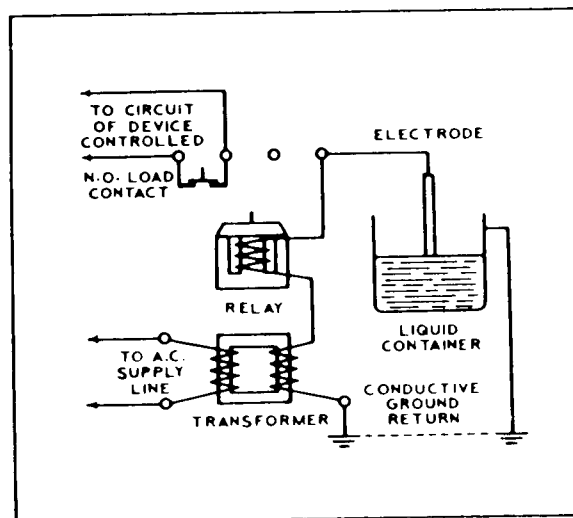 TO CIRCUIT
OF DEVICE
CONTROLLED
ELECTRODE
N.O. LOAD
CONTACT
RELAY
LIQUID
CONTAINER
TO A.C.
SUPPLY
LINE
TRANSFORMER
CONDUCTIVE
GROUND
RETURN